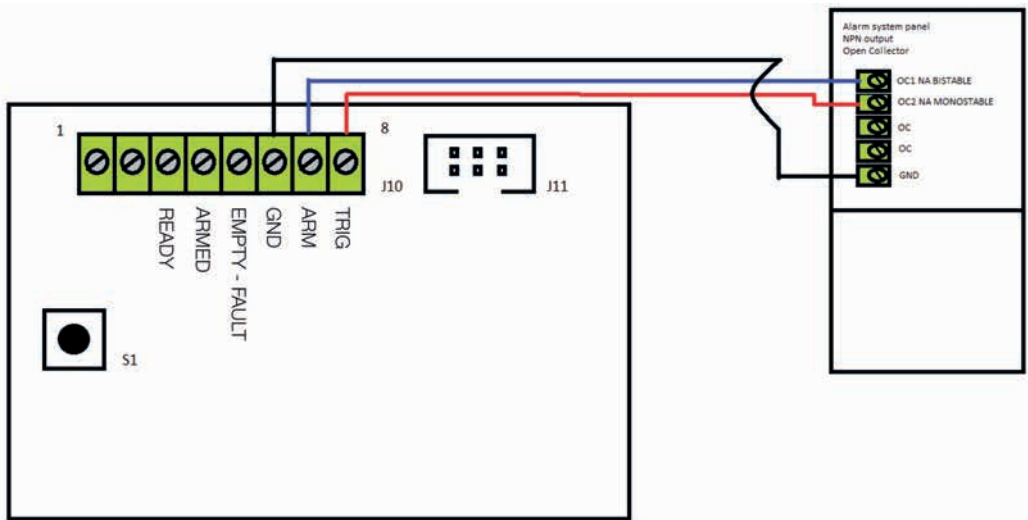 Alarm system panel
NPN output
Open Collector
OC1 NA BISTABLE
OC2 NA MONOSTABLE
OC
OC
GND
1
8
J10
J11
READY
ARMED
EMPTY - FAULT
GND
ARM
TRIG
S1